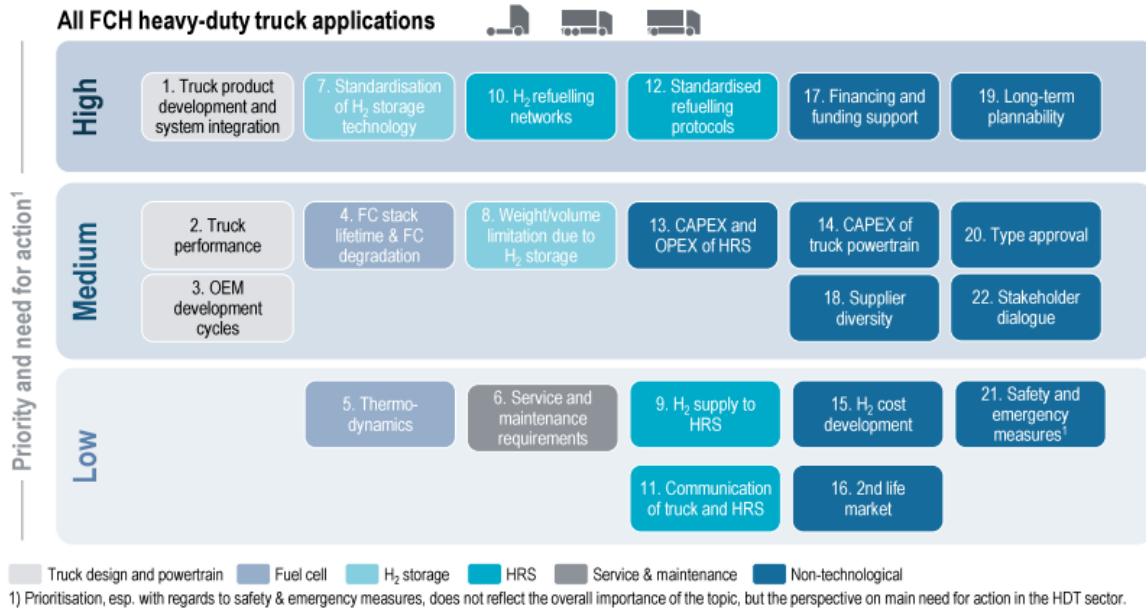 All FCH heavy-duty truck applications
Priority and need for action¹
High
1. Truck product
development and
system integration
7. Standardisation
of H₂ storage
technology
10. H₂ refuelling
networks
12. Standardised
refuelling
protocols
17. Financing and
funding support
19. Long-term
plannability
Medium
2. Truck
performance
4. FC stack
lifetime & FC
degradation
8. Weight/volume
limitation due to
H₂ storage
13. CAPEX and
OPEX of HRS
14. CAPEX of
truck powertrain
20. Type approval
3. OEM
development
cycles
18. Supplier
diversity
22. Stakeholder
dialogue
Low
5. Thermo-
dynamics
6. Service and
maintenance
requirements
9. H₂ supply to
HRS
15. H₂ cost
development
21. Safety and
emergency
measures¹
11. Communication
of truck and HRS
16. 2nd life
market
Truck design and powertrain
Fuel cell
H₂ storage
HRS
Service & maintenance
Non-technological
1) Prioritisation, esp. with regards to safety & emergency measures, does not reflect the overall importance of the topic, but the perspective on main need for action in the HDT sector.